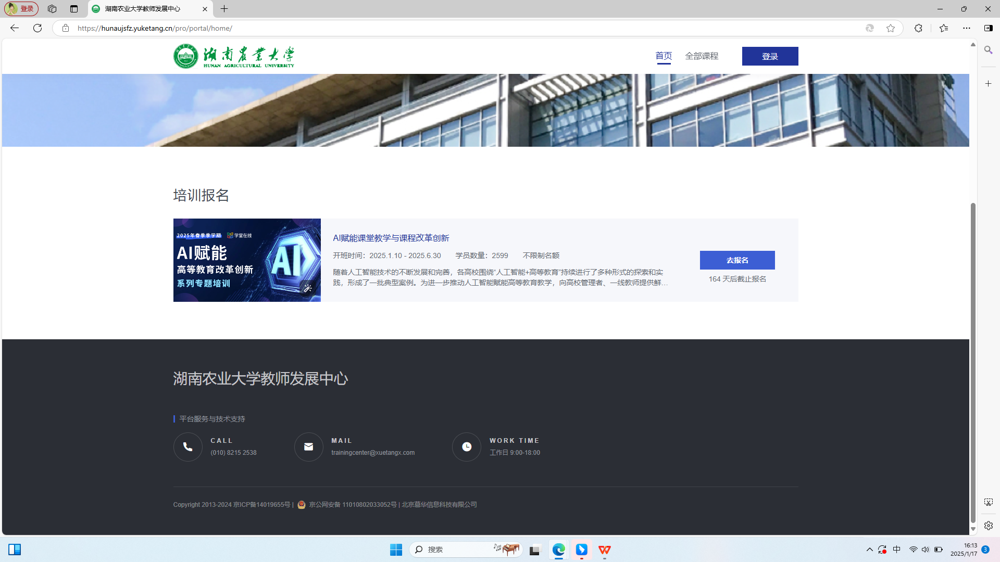 登录
湖南农业大学教师发展中心
https://hunaujsfz.yuketang.cn/pro/portal/home/
湖南农业大学
HUNAN AGRICULTURAL UNIVERSITY
首页
全部课程
登录
培训报名
2025年春季季学期 学堂在线
AI赋能
高等教育改革创新
系列专题培训
AI
AI赋能课堂教学与课程改革创新
开班时间：2025.1.10 - 2025.6.30 学员数量：2599 不限制名额
随着人工智能技术的不断发展和完善，各高校围绕“人工智能+高等教育”持续进行了多种形式的探索和实
践，形成了一批典型案例。为进一步推动人工智能赋能高等教育教学，向高校管理者、一线教师提供鲜...
去报名
164 天后截止报名
湖南农业大学教师发展中心
平台服务与技术支持
CALL
(010) 8215 2538
MAIL
trainingcenter@xuetangx.com
WORK TIME
工作日 9:00-18:00
Copyright 2013-2024 京ICP备14019655号 | 京公网安备 11010802033052号 | 北京慕华信息科技有限公司
搜索
中
16:13
2025/1/17
3